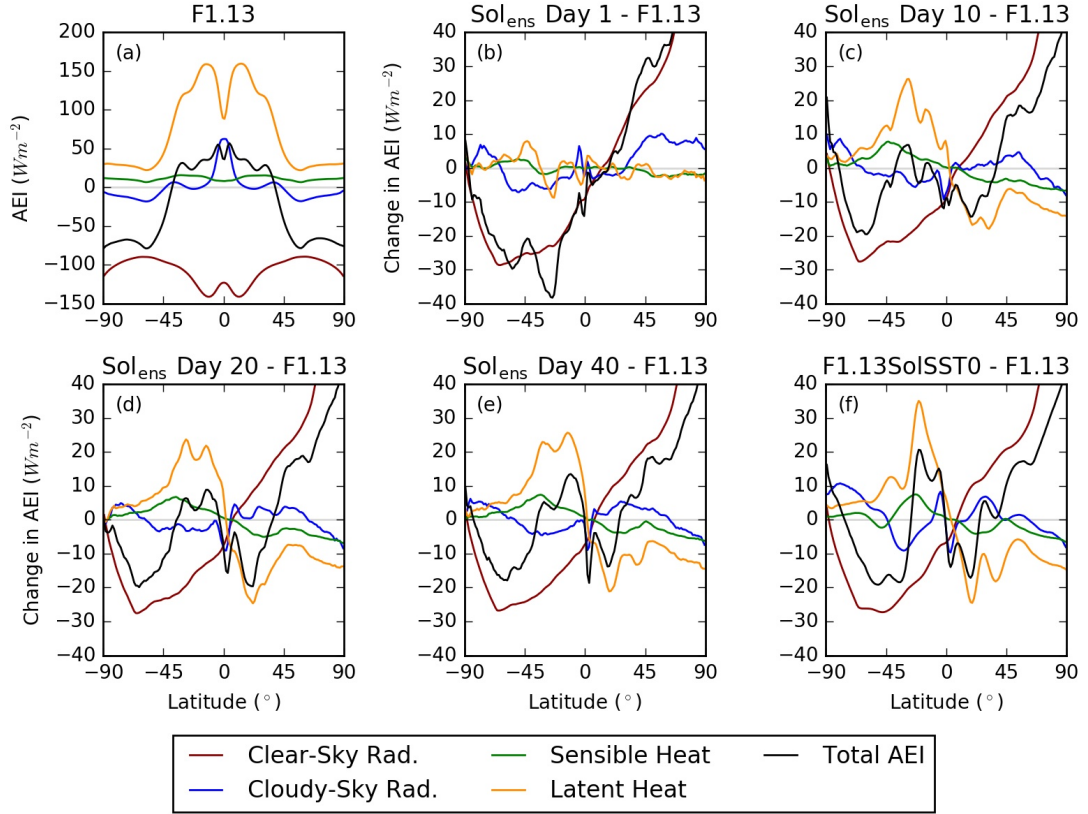 F1.13
Sol_ens Day 1 - F1.13
Sol_ens Day 10 - F1.13
(a)
(b)
(c)
AEI (Wm⁻²)
200
150
100
50
0
−50
−100
−150
−90 −45 0 45 90
Change in AEI (Wm⁻²)
40
30
20
10
0
−10
−20
−30
−40
−90 −45 0 45 90
40
30
20
10
0
−10
−20
−30
−40
−90 −45 0 45 90
Sol_ens Day 20 - F1.13
Sol_ens Day 40 - F1.13
F1.13SolSST0 - F1.13
(d)
(e)
(f)
Change in AEI (Wm⁻²)
40
30
20
10
0
−10
−20
−30
−40
−90 −45 0 45 90
Latitude (°)
40
30
20
10
0
−10
−20
−30
−40
−90 −45 0 45 90
Latitude (°)
40
30
20
10
0
−10
−20
−30
−40
−90 −45 0 45 90
Latitude (°)
Clear-Sky Rad.
Cloudy-Sky Rad.
Sensible Heat
Latent Heat
Total AEI